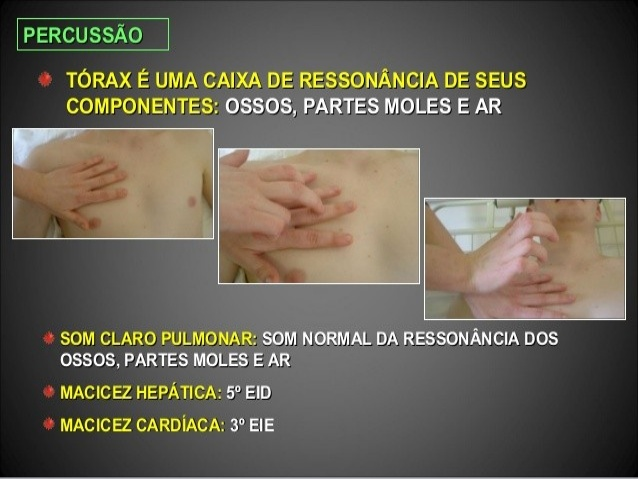 PERCUSSÃO
TÓRAX É UMA CAIXA DE RESSONÂNCIA DE SEUS
COMPONENTES: OSSOS, PARTES MOLES E AR
SOM CLARO PULMONAR: SOM NORMAL DA RESSONÂNCIA DOS
OSSOS, PARTES MOLES E AR
MACICEZ HEPÁTICA: 5º EID
MACICEZ CARDÍACA: 3º EIE